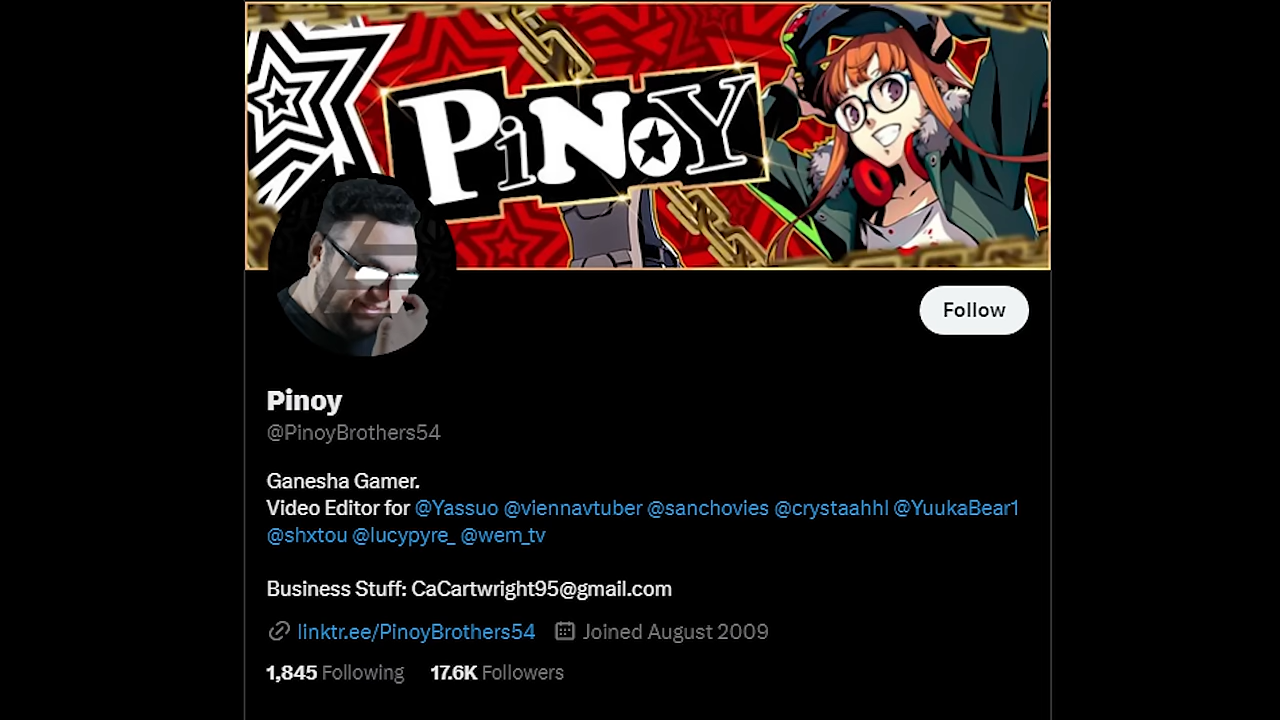 PiNoY
Follow
Pinoy
@PinoyBrothers54
Ganesha Gamer.
Video Editor for @Yassuo @viennavtuber @sanchovies @crystaahhl @YuukaBear1
@shxtou @lucypyre_ @wem_tv
Business Stuff: CaCartwright95@gmail.com
linktr.ee/PinoyBrothers54 Joined August 2009
1,845 Following 17.6K Followers